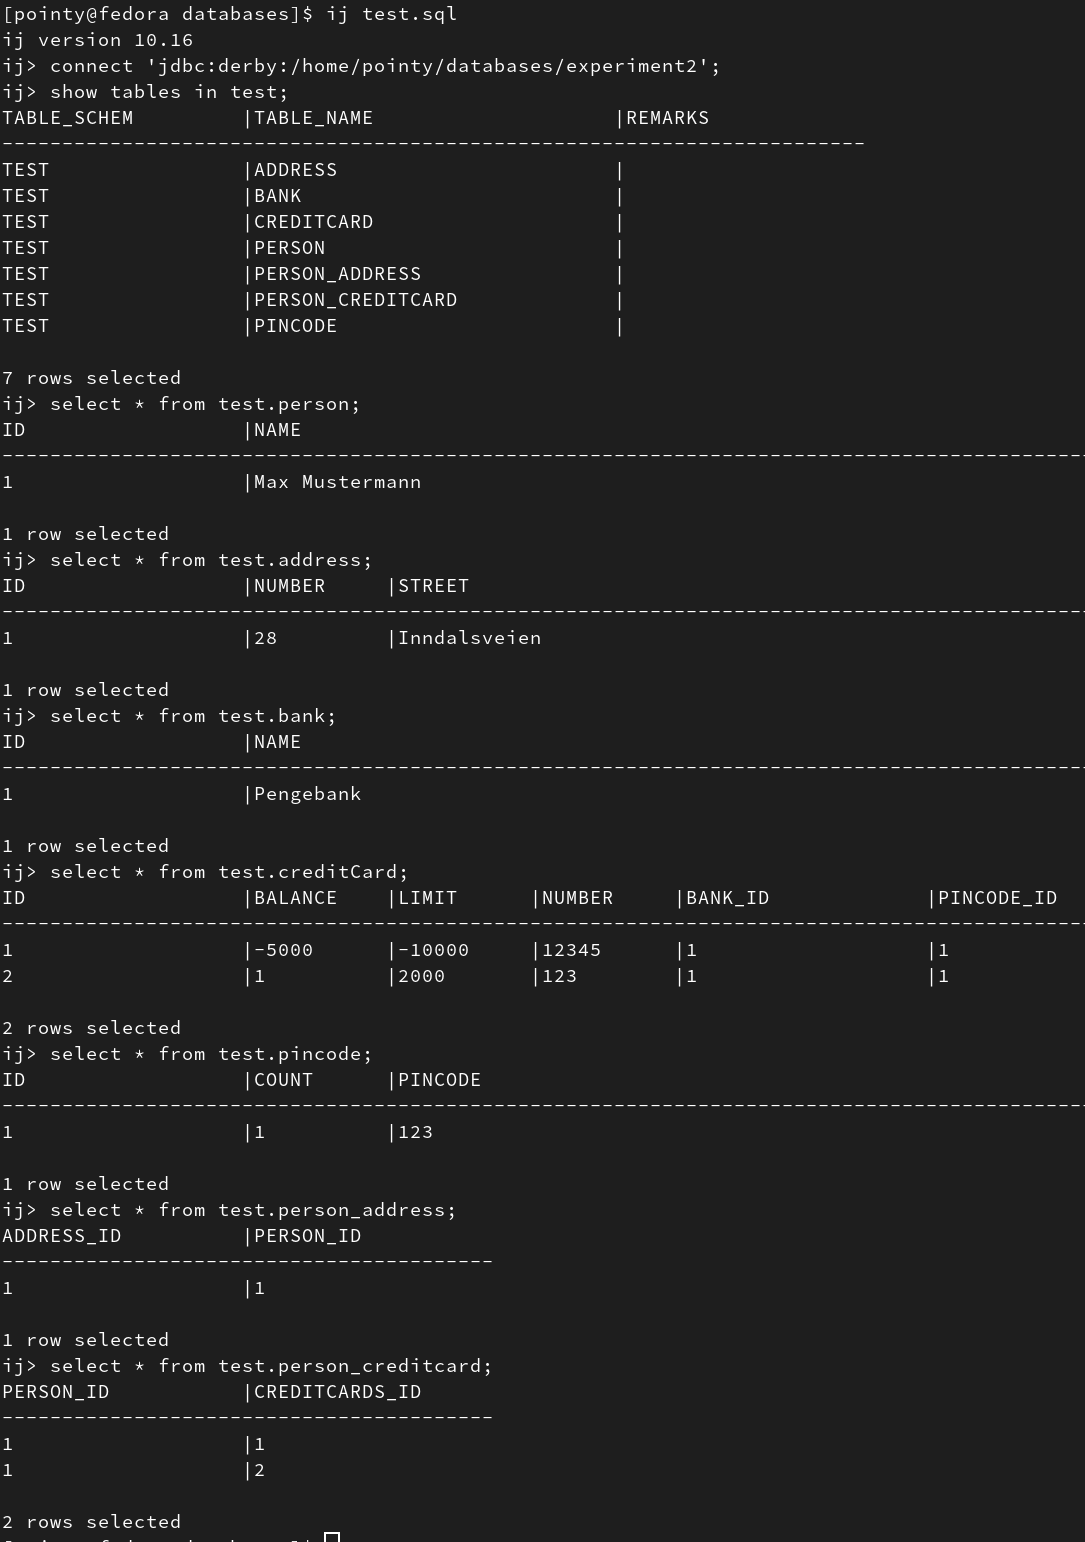 [pointy@fedora databases]$ ij test.sql
ij version 10.16
ij> connect 'jdbc:derby:/home/pointy/databases/experiment2';
ij> show tables in test;
TABLE_SCHEM         |TABLE_NAME                    |REMARKS
------------------------------------------------------------------------
TEST                |ADDRESS                       |
TEST                |BANK                          |
TEST                |CREDITCARD                    |
TEST                |PERSON                        |
TEST                |PERSON_ADDRESS                |
TEST                |PERSON_CREDITCARD             |
TEST                |PINCODE                       |

7 rows selected
ij> select * from test.person;
ID                  |NAME
------------------------------------------------------------------------------------------
1                   |Max Mustermann

1 row selected
ij> select * from test.address;
ID                  |NUMBER     |STREET
------------------------------------------------------------------------------------------
1                   |28         |Inndalsveien

1 row selected
ij> select * from test.bank;
ID                  |NAME
------------------------------------------------------------------------------------------
1                   |Pengebank

1 row selected
ij> select * from test.creditCard;
ID                  |BALANCE    |LIMIT      |NUMBER     |BANK_ID             |PINCODE_ID
------------------------------------------------------------------------------------------
1                   |-5000      |-10000     |12345      |1                   |1
2                   |1          |2000       |123        |1                   |1

2 rows selected
ij> select * from test.pincode;
ID                  |COUNT      |PINCODE
------------------------------------------------------------------------------------------
1                   |1          |123

1 row selected
ij> select * from test.person_address;
ADDRESS_ID          |PERSON_ID
-----------------------------------------
1                   |1

1 row selected
ij> select * from test.person_creditcard;
PERSON_ID           |CREDITCARDS_ID
-----------------------------------------
1                   |1
1                   |2

2 rows selected